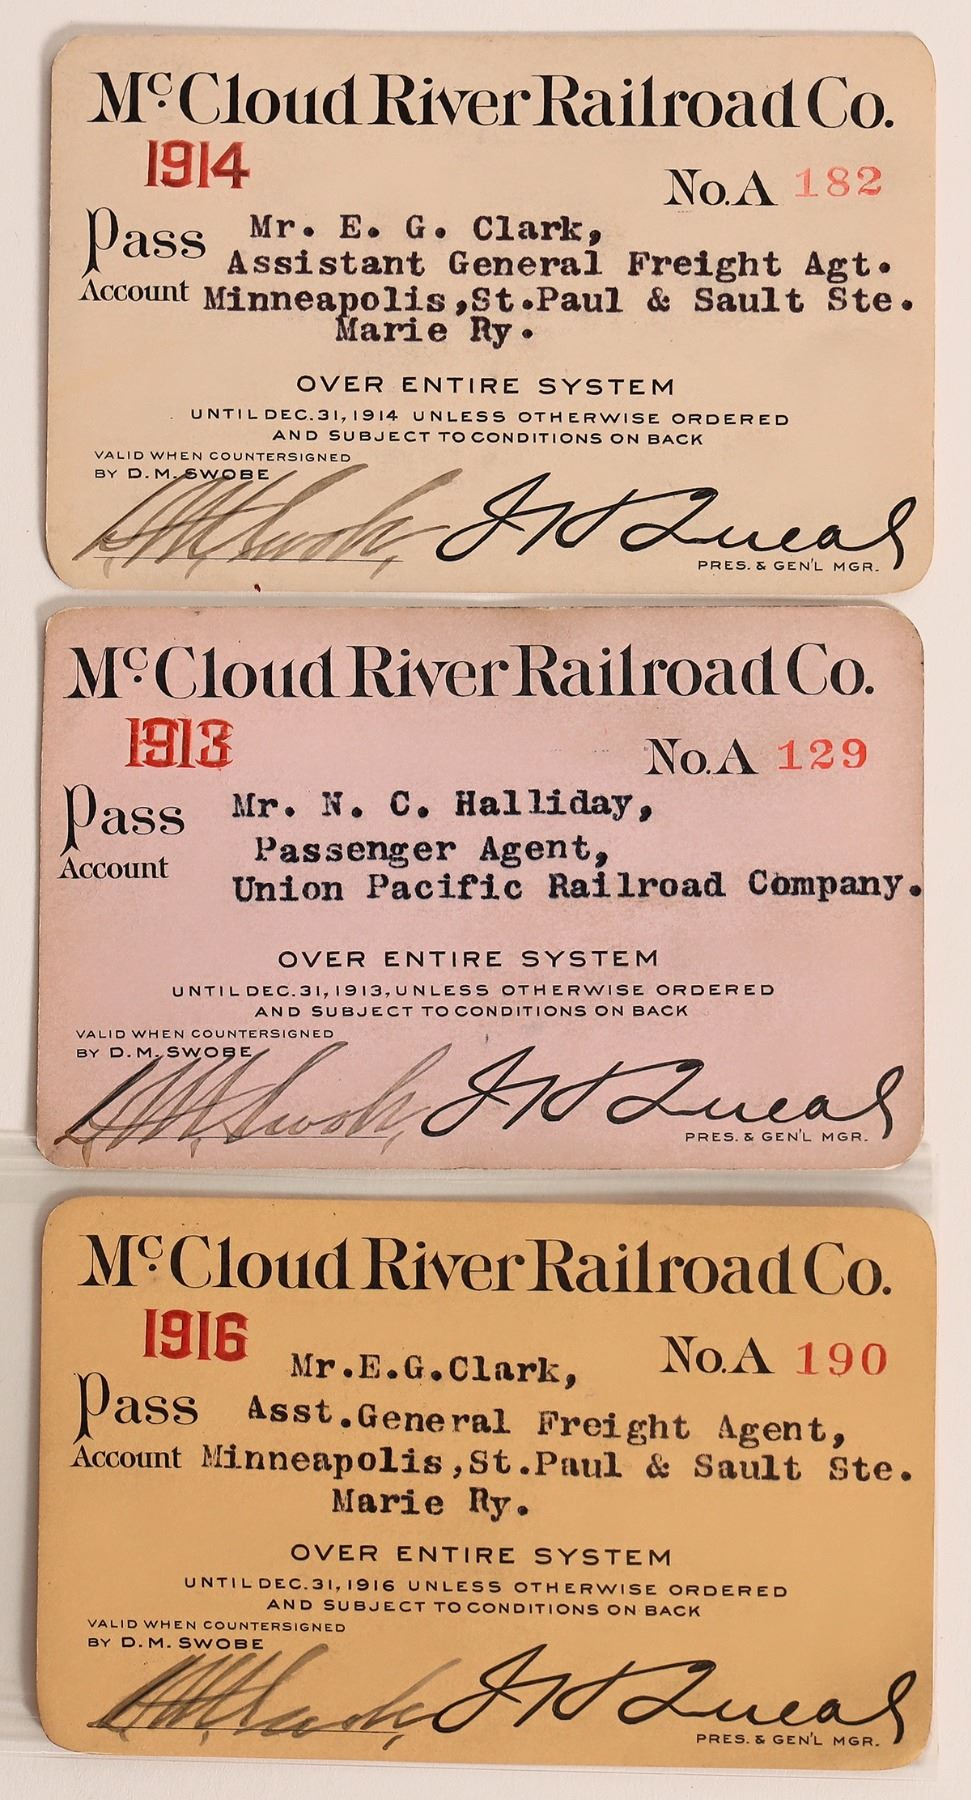 McCloud River Railroad Co.
1914
No. A 182
Pass Mr. E. G. Clark,
Assistant General Freight Agt.
Account Minneapolis,St.Paul & Sault Ste.
Marie Ry.
OVER ENTIRE SYSTEM
UNTIL DEC. 31, 1914 UNLESS OTHERWISE ORDERED
AND SUBJECT TO CONDITIONS ON BACK
VALID WHEN COUNTERSIGNED
BY D. M. SWOBE
D. M. Swobe,
PRES. & GEN'L MGR.
McCloud River Railroad Co.
1913
No. A 129
Pass Mr. N. C. Halliday,
Passenger Agent,
Account
Union Pacific Railroad Company.
OVER ENTIRE SYSTEM
UNTIL DEC. 31, 1913, UNLESS OTHERWISE ORDERED
AND SUBJECT TO CONDITIONS ON BACK
VALID WHEN COUNTERSIGNED
BY D. M. SWOBE
D. M. Swobe,
PRES. & GEN'L MGR.
McCloud River Railroad Co.
1916
No. A 190
Mr.E.G.Clark,
Pass Asst.General Freight Agent,
Account Minneapolis,St.Paul & Sault Ste.
Marie Ry.
OVER ENTIRE SYSTEM
UNTIL DEC. 31, 1916 UNLESS OTHERWISE ORDERED
AND SUBJECT TO CONDITIONS ON BACK
VALID WHEN COUNTERSIGNED
BY D. M. SWOBE
D. M. Swobe,
PRES. & GEN'L MGR.